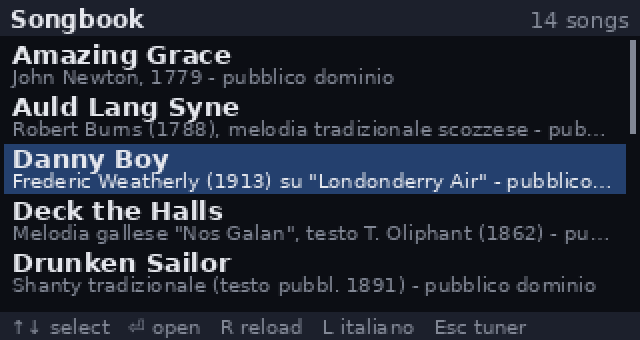 Songbook 14 songs
Amazing Grace
John Newton, 1779 - pubblico dominio
Auld Lang Syne
Robert Burns (1788), melodia tradizionale scozzese - pub...
Danny Boy
Frederic Weatherly (1913) su "Londonderry Air" - pubblico...
Deck the Halls
Melodia gallese "Nos Galan", testo T. Oliphant (1862) - pu...
Drunken Sailor
Shanty tradizionale (testo pubbl. 1891) - pubblico dominio
↑↓ select ⏎ open R reload L italiano Esc tuner